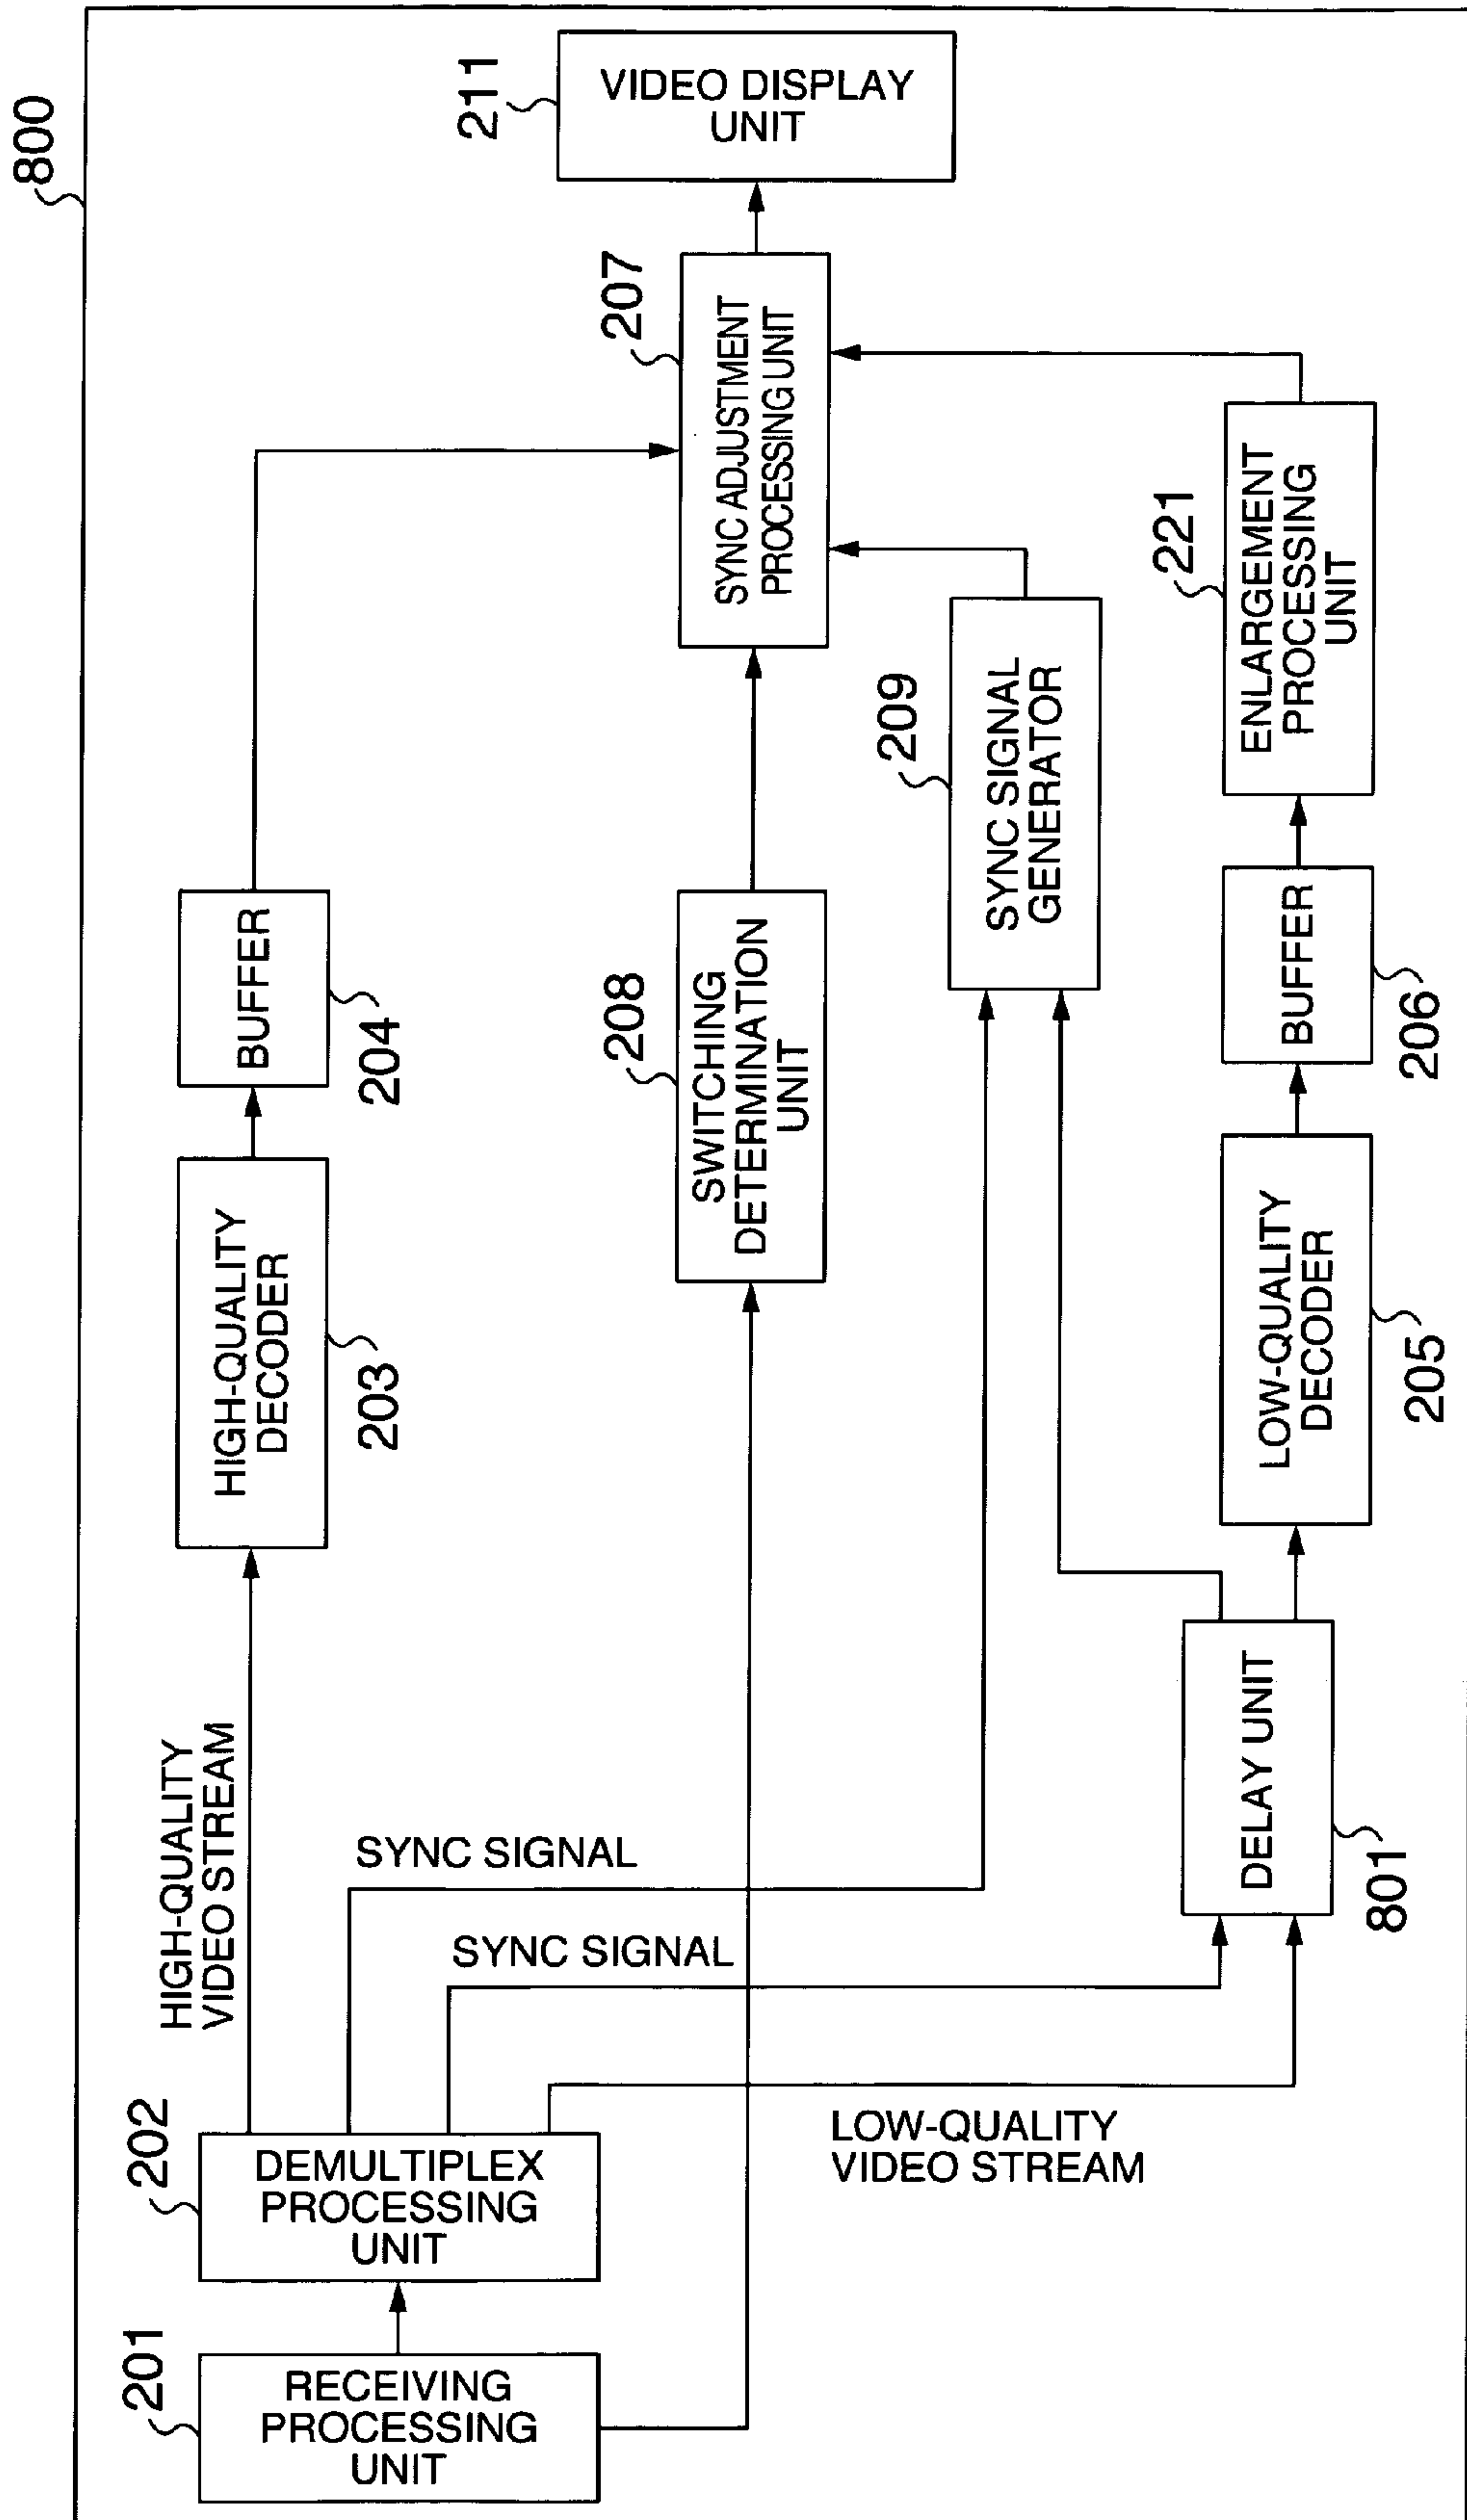 800
211
VIDEO DISPLAY
UNIT
207
SYNC ADJUSTMENT
PROCESSING UNIT
221
ENLARGEMENT
PROCESSING
UNIT
209
SYNC SIGNAL
GENERATOR
BUFFER
204
208
SWITCHING
DETERMINATION
UNIT
BUFFER
206
HIGH-QUALITY
DECODER
203
LOW-QUALITY
DECODER
205
HIGH-QUALITY
VIDEO STREAM
SYNC SIGNAL
SYNC SIGNAL
DELAY UNIT
801
LOW-QUALITY
VIDEO STREAM
202
DEMULTIPLEX
PROCESSING
UNIT
201
RECEIVING
PROCESSING
UNIT